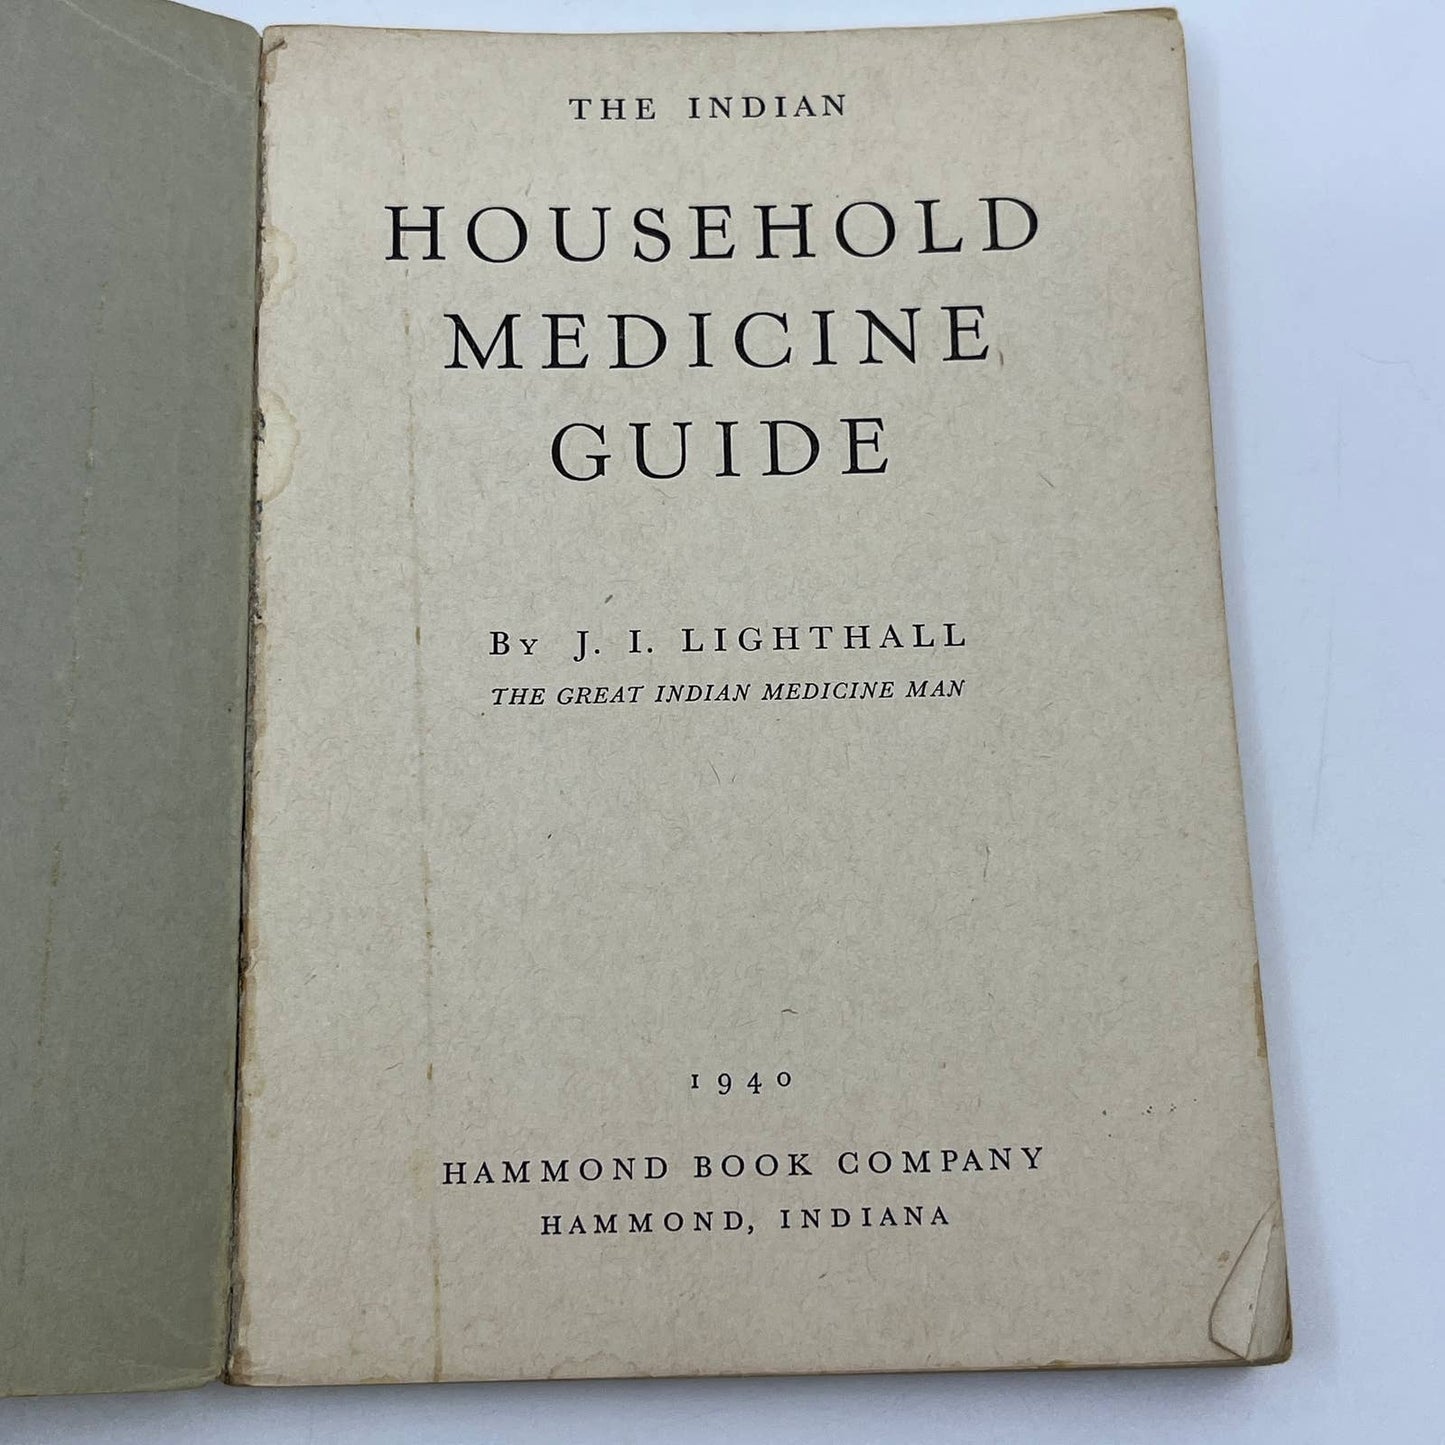 THE INDIAN
HOUSEHOLD
MEDICINE
GUIDE
By J. I. LIGHTHALL
THE GREAT INDIAN MEDICINE MAN
1940
HAMMOND BOOK COMPANY
HAMMOND, INDIANA